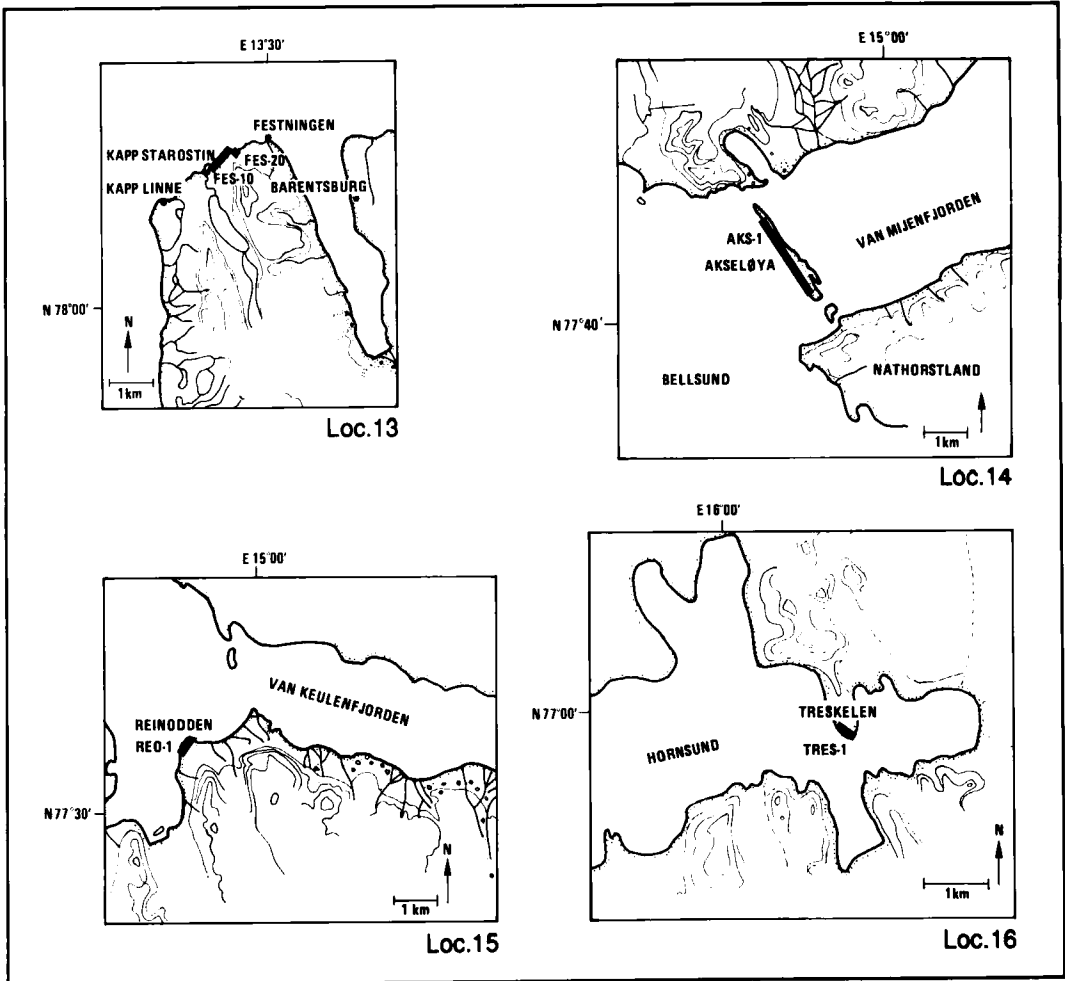 E 13°30'
FESTNINGEN
KAPP STAROSTIN
FES-20
FES-10
KAPP LINNE
BARENTSBURG
N 78°00'
N
1km
Loc.13
E 15°00'
VAN MIJENFJORDEN
AKS-1
AKSELØYA
N 77°40'
BELLSUND
NATHORSTLAND
1km
Loc.14
E 15°00'
VAN KEULENFJORDEN
REINODDEN
REO-1
N 77°30'
N
1 km
Loc.15
E 16°00'
N 77°00'
TRESKELEN
HORNSUND
TRES-1
N
1 km
Loc.16